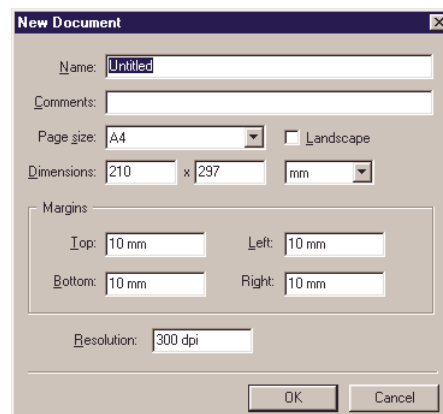 New Document
Name: Untitled
Comments:
Page size: A4 Landscape
Dimensions: 210 x 297 mm
Margins
Top: 10 mm Left: 10 mm
Bottom: 10 mm Right: 10 mm
Resolution: 300 dpi
OK Cancel